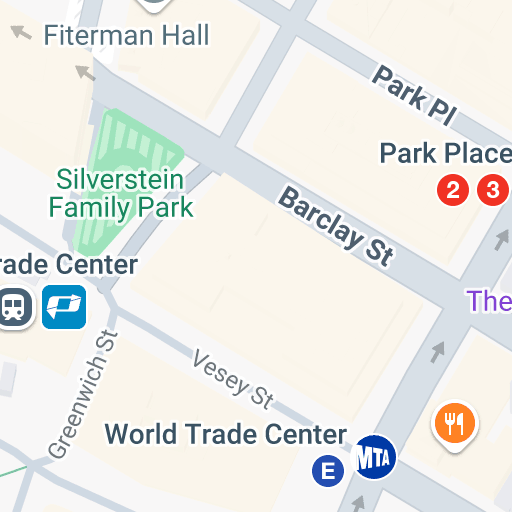 Fiterman Hall
Park Pl
Park Place
2 3
Silverstein
Family Park
Barclay St
rade Center
The
Greenwich St
Vesey St
World Trade Center
E
MTA